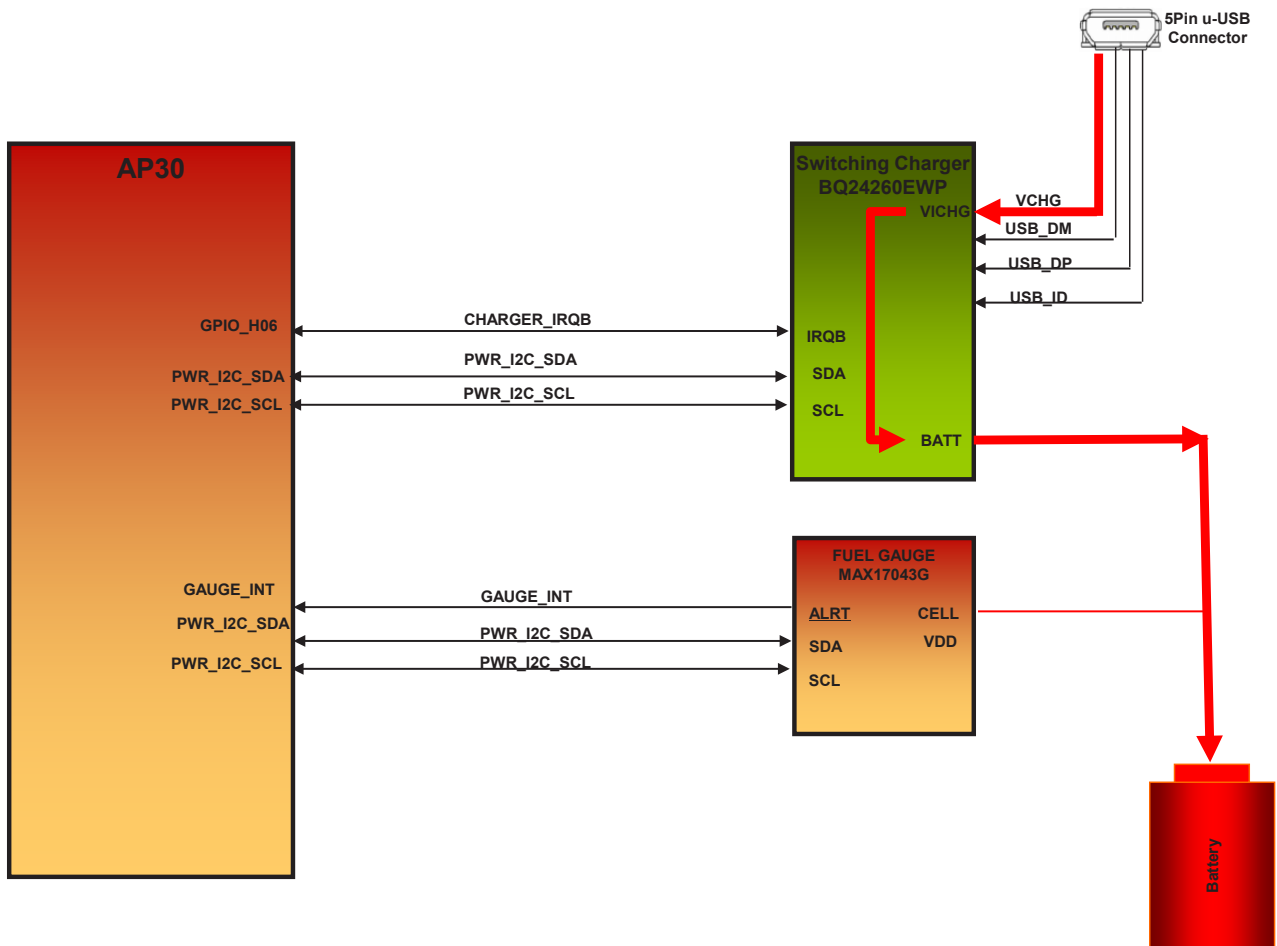 5Pin u-USB
Connector
AP30
Switching Charger
BQ24260EWP
VICHG
VCHG
USB_DM
USB_DP
USB_ID
GPIO_H06
CHARGER_IRQB
IRQB
PWR_I2C_SDA
PWR_I2C_SDA
SDA
PWR_I2C_SCL
PWR_I2C_SCL
SCL
BATT
FUEL GAUGE
MAX17043G
GAUGE_INT
GAUGE_INT
ALRT
CELL
PWR_I2C_SDA
PWR_I2C_SDA
SDA
VDD
PWR_I2C_SCL
PWR_I2C_SCL
SCL
Battery